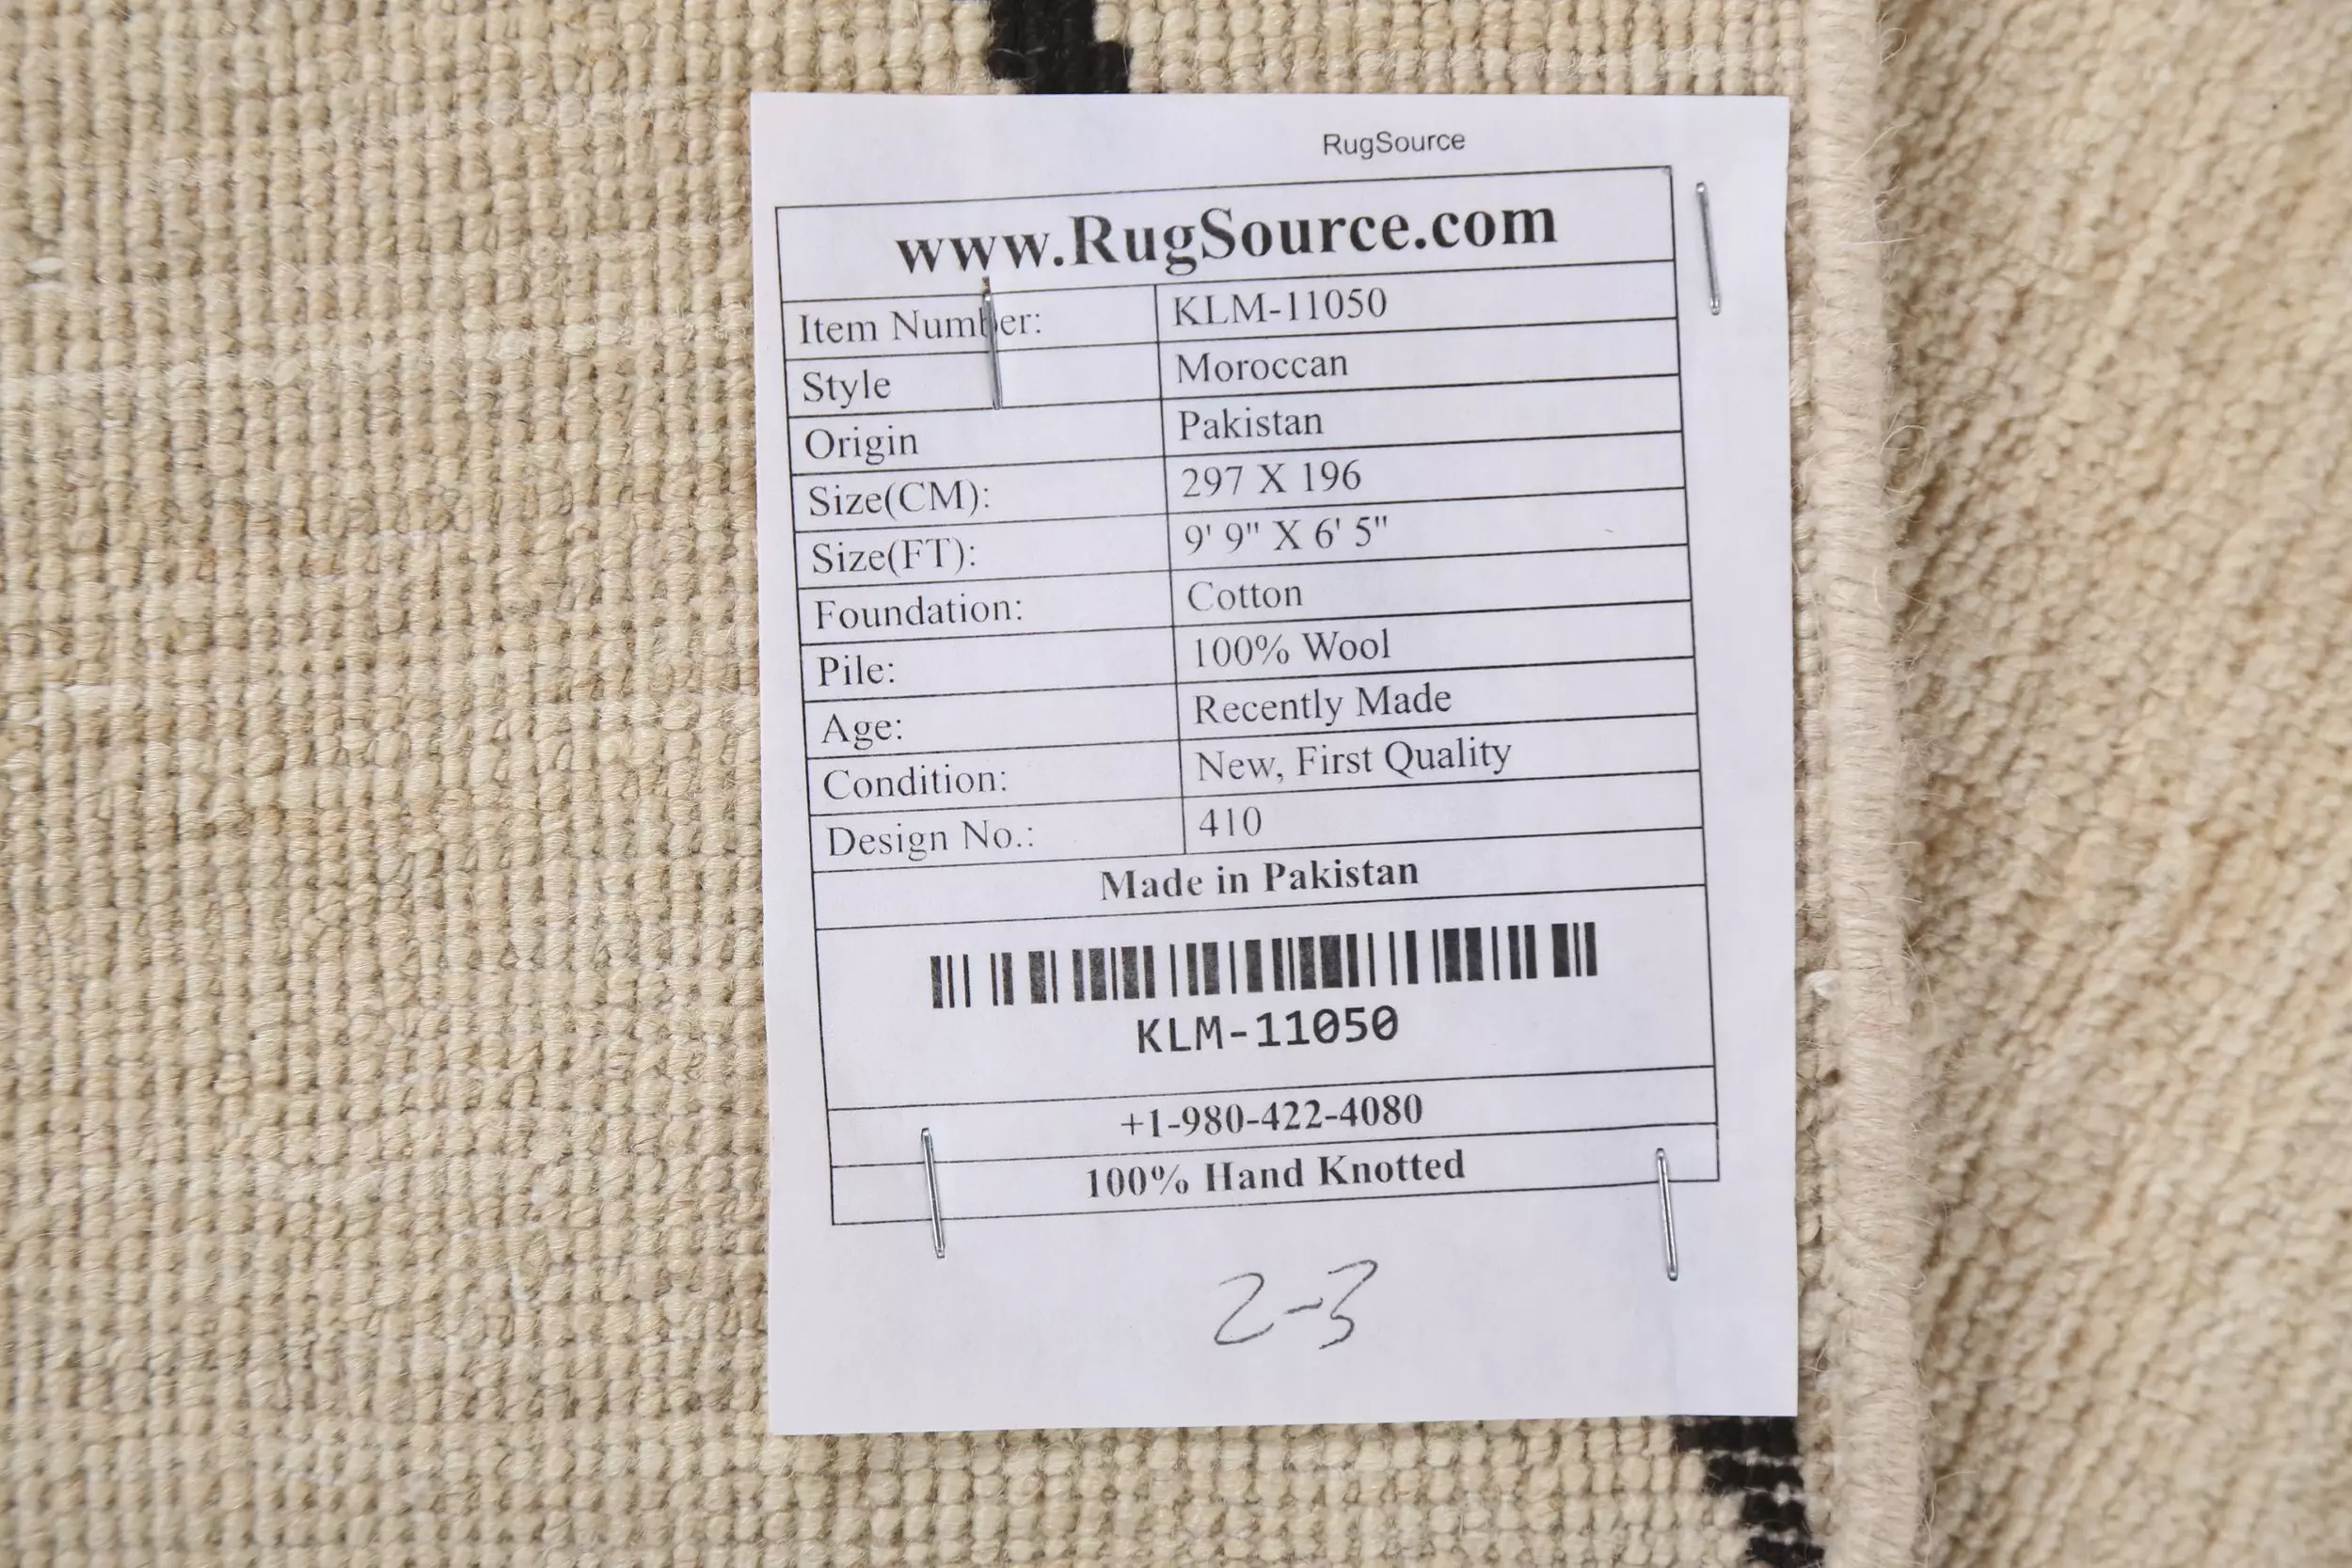 RugSource
www.RugSource.com
Item Number: KLM-11050
Style Moroccan
Origin Pakistan
Size(CM): 297 X 196
Size(FT): 9' 9" X 6' 5"
Foundation: Cotton
Pile: 100% Wool
Age: Recently Made
Condition: New, First Quality
Design No.: 410
Made in Pakistan
KLM-11050
+1-980-422-4080
100% Hand Knotted
2-3